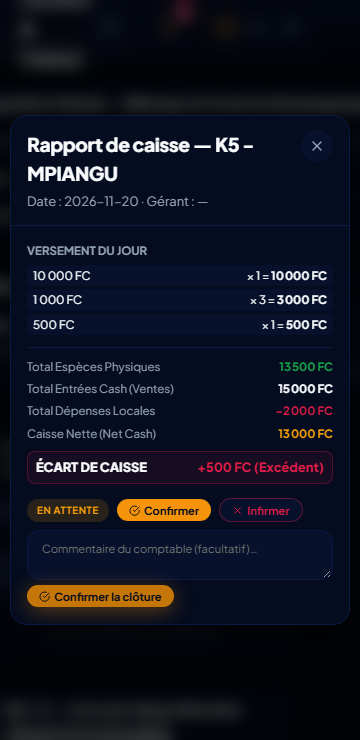 Rapport de caisse — K5 -
MPIANGU
Date : 2026-11-20 · Gérant : —
VERSEMENT DU JOUR
10 000 FC × 1 = 10 000 FC
1 000 FC × 3 = 3 000 FC
500 FC × 1 = 500 FC
Total Espèces Physiques 13 500 FC
Total Entrées Cash (Ventes) 15 000 FC
Total Dépenses Locales -2 000 FC
Caisse Nette (Net Cash) 13 000 FC
ÉCART DE CAISSE +500 FC (Excédent)
EN ATTENTE Confirmer Infirmer
Commentaire du comptable (facultatif)...
Confirmer la clôture